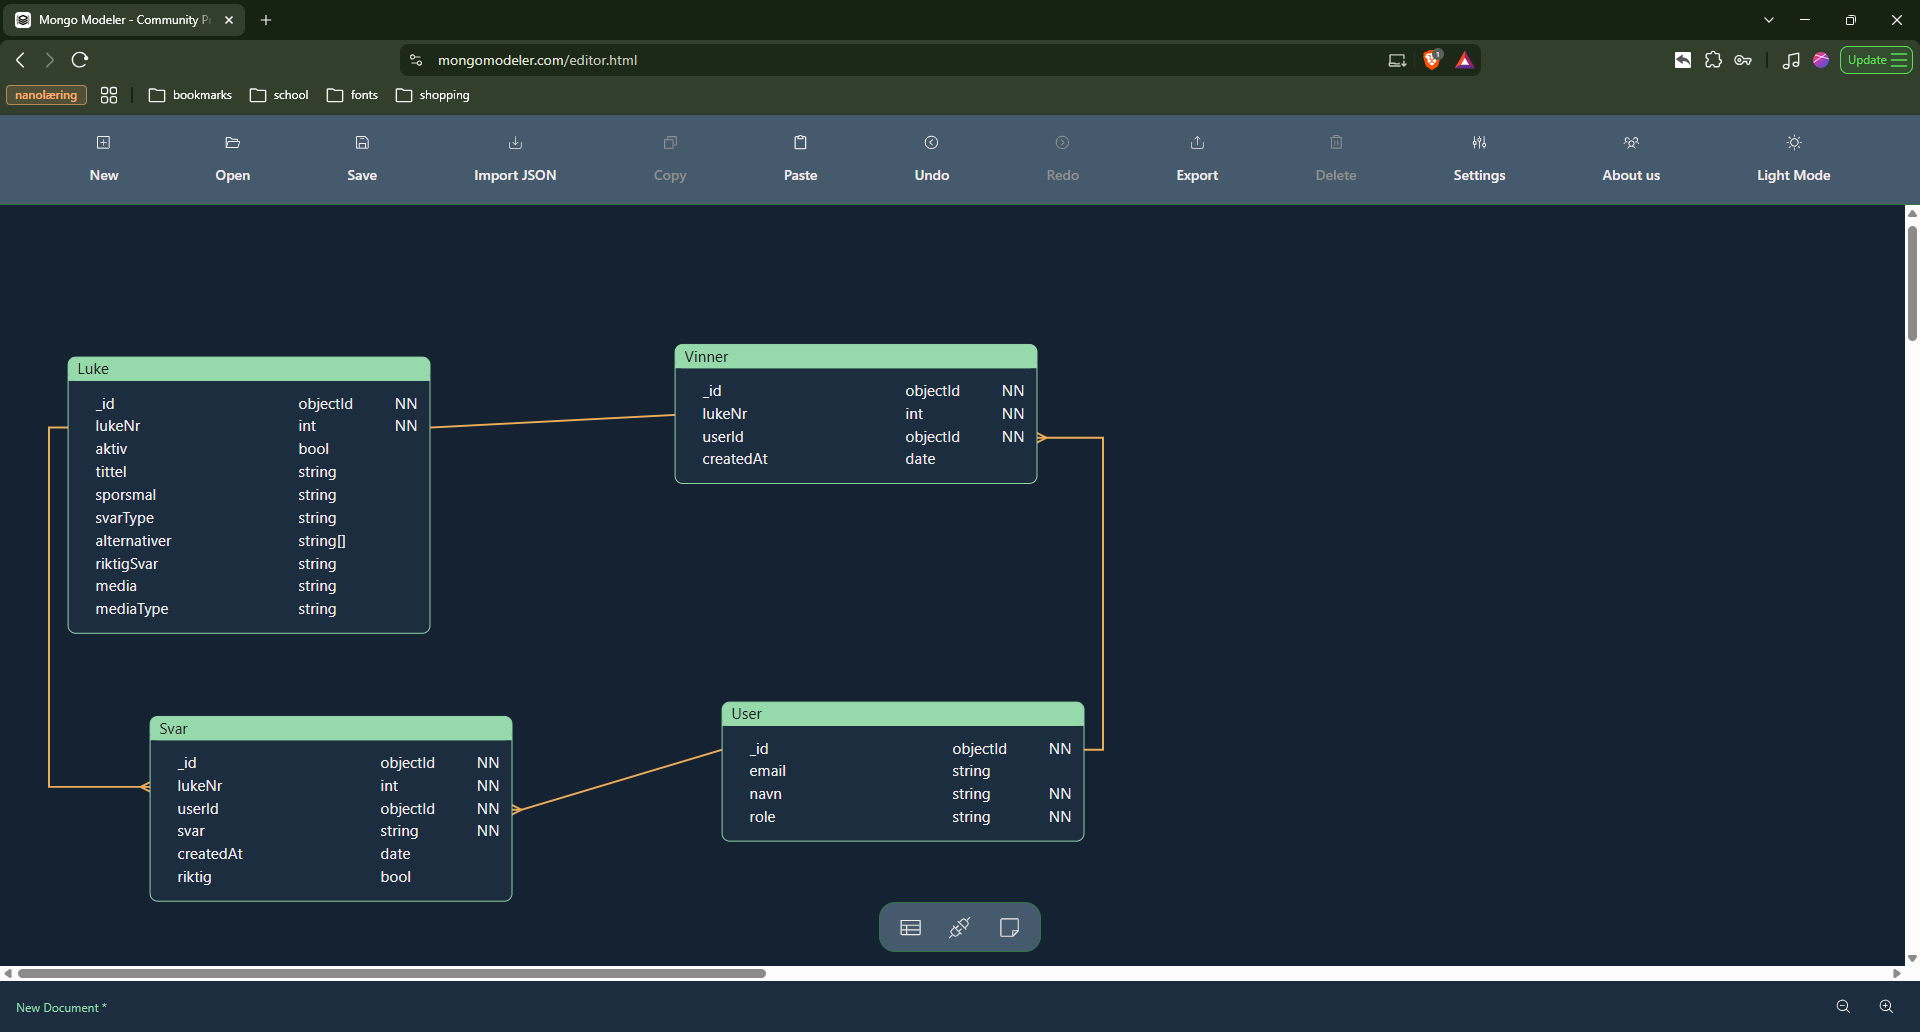 Mongo Modeler - Community P
mongomodeler.com/editor.html
1
Update
nanolæring
bookmarks
school
fonts
shopping
New
Open
Save
Import JSON
Copy
Paste
Undo
Redo
Export
Delete
Settings
About us
Light Mode
Luke
_id objectId NN
lukeNr int NN
aktiv bool
tittel string
sporsmal string
svarType string
alternativer string[]
riktigSvar string
media string
mediaType string
Vinner
_id objectId NN
lukeNr int NN
userId objectId NN
createdAt date
Svar
_id objectId NN
lukeNr int NN
userId objectId NN
svar string NN
createdAt date
riktig bool
User
_id objectId NN
email string
navn string NN
role string NN
New Document *